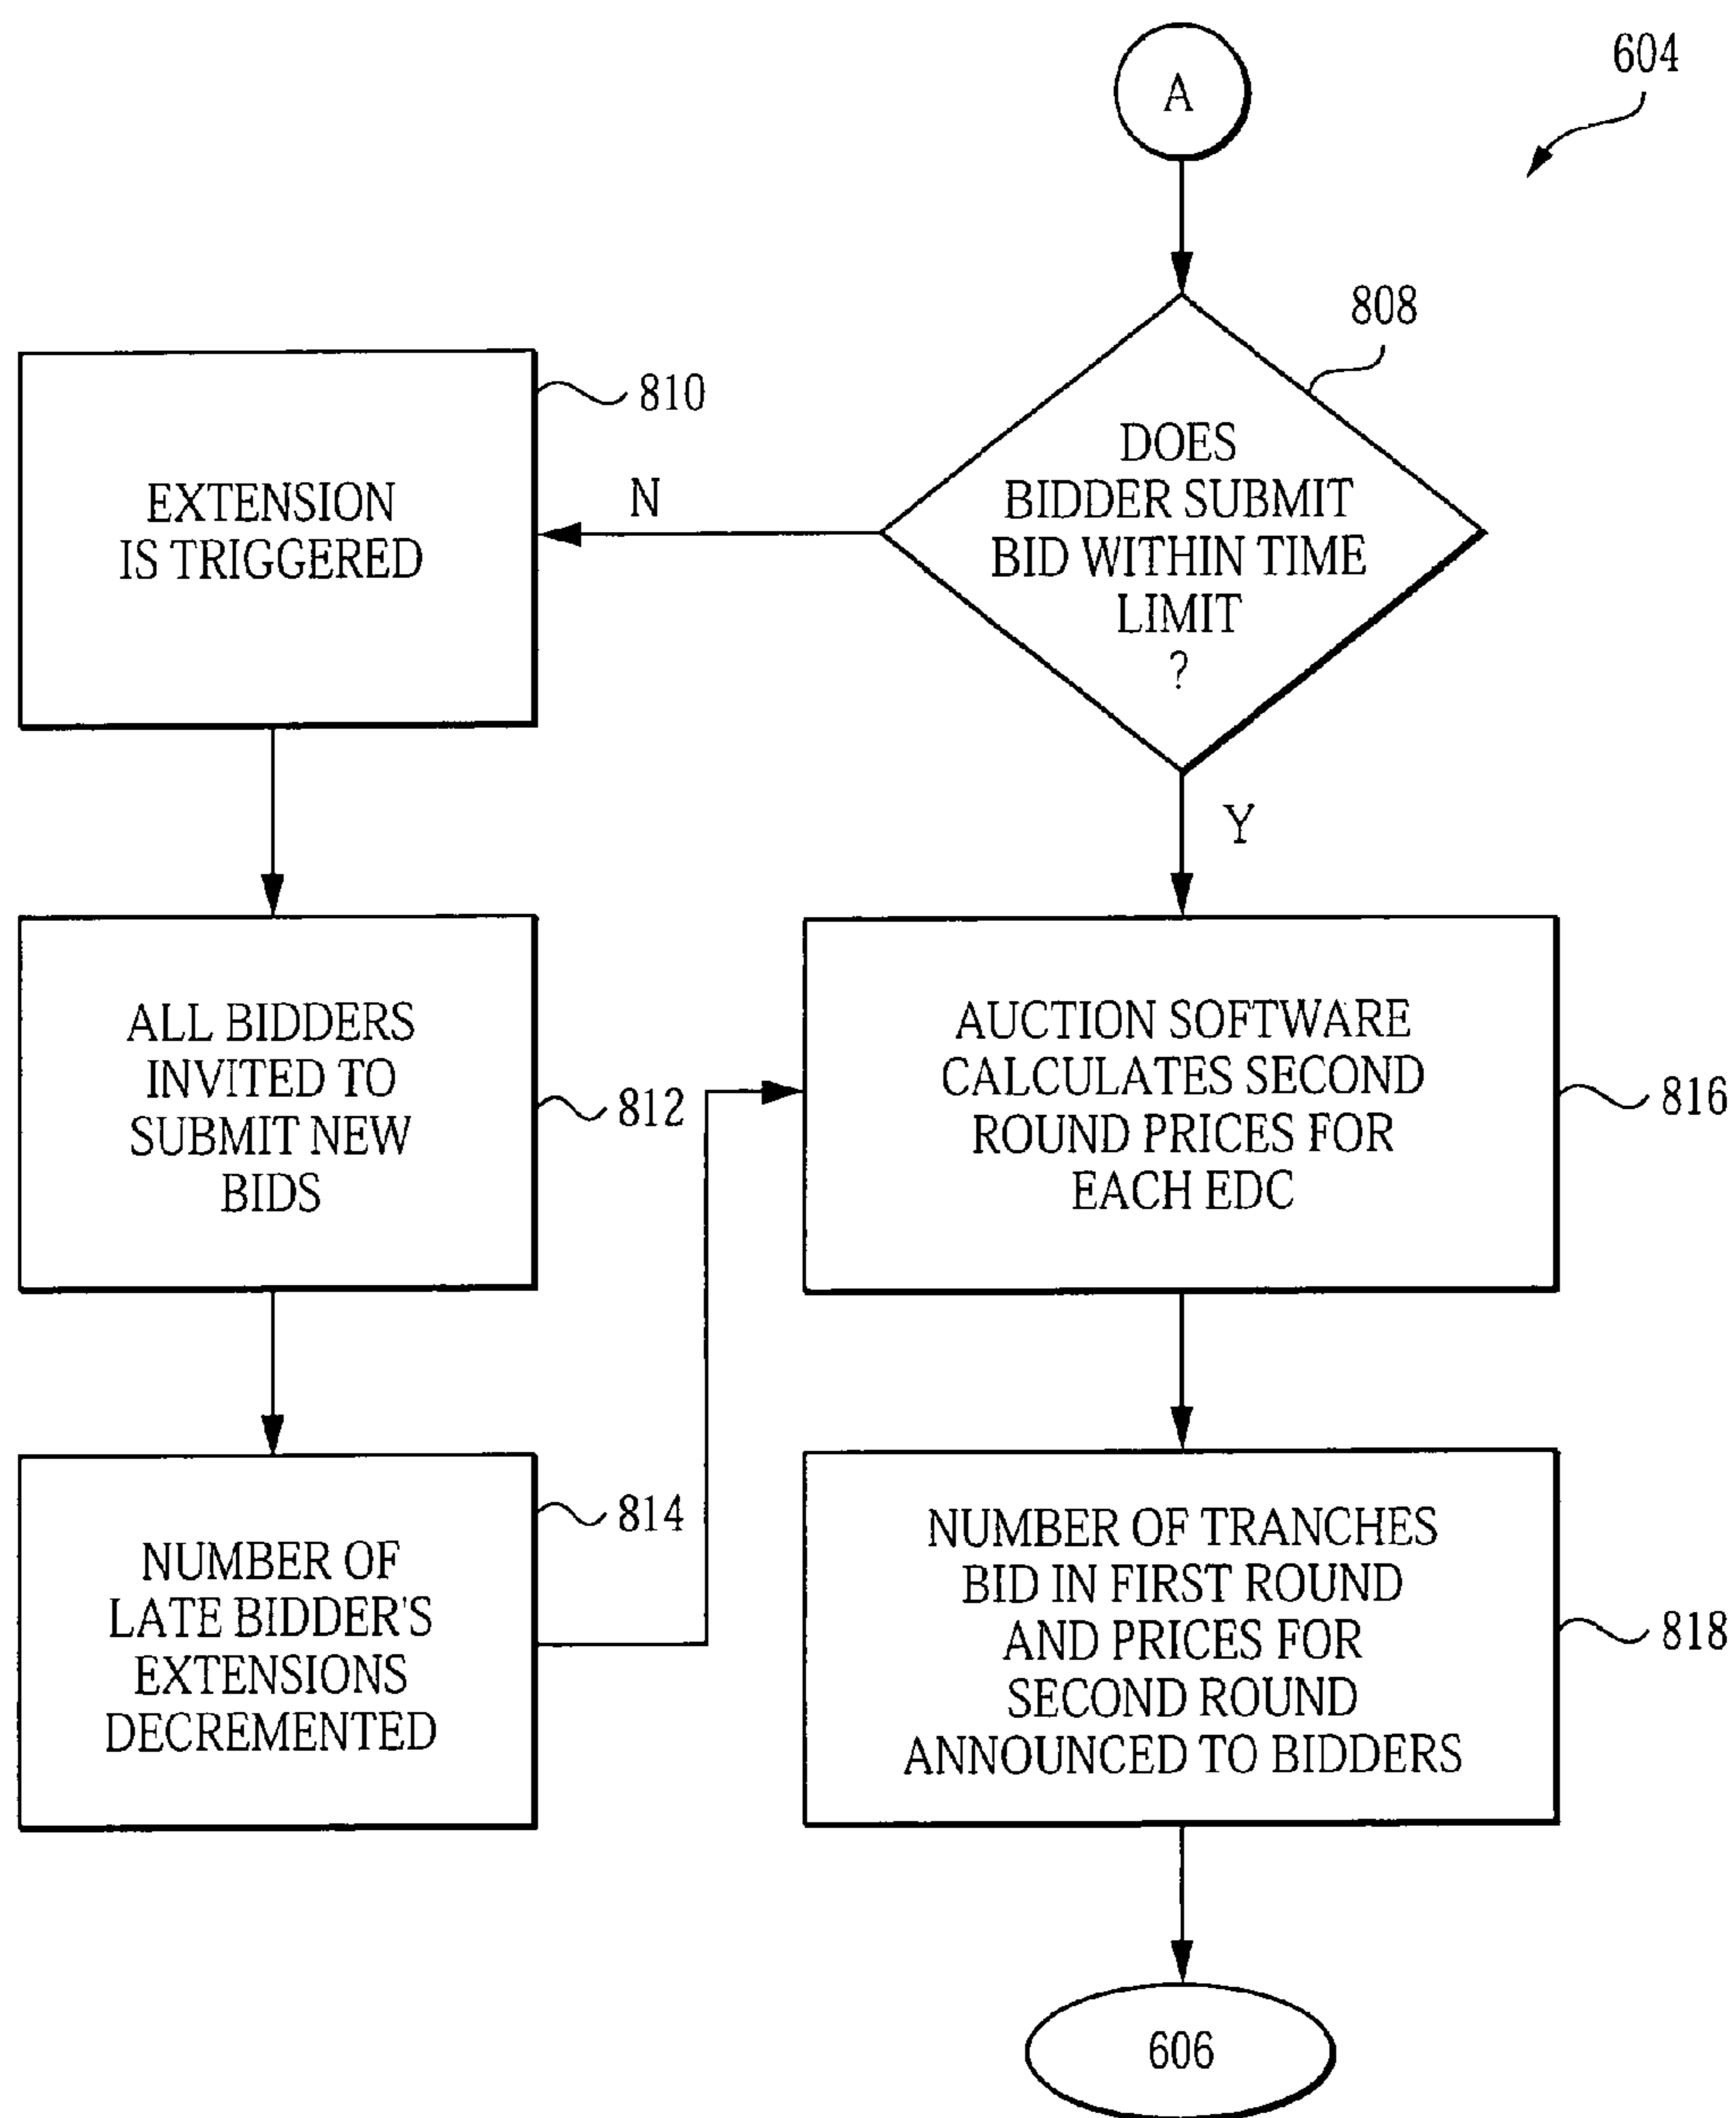 A
604
808
DOES
BIDDER SUBMIT
BID WITHIN TIME
LIMIT
?
N
Y
810
EXTENSION
IS TRIGGERED
812
ALL BIDDERS
INVITED TO
SUBMIT NEW
BIDS
814
NUMBER OF
LATE BIDDER'S
EXTENSIONS
DECREMENTED
816
AUCTION SOFTWARE
CALCULATES SECOND
ROUND PRICES FOR
EACH EDC
818
NUMBER OF TRANCHES
BID IN FIRST ROUND
AND PRICES FOR
SECOND ROUND
ANNOUNCED TO BIDDERS
606